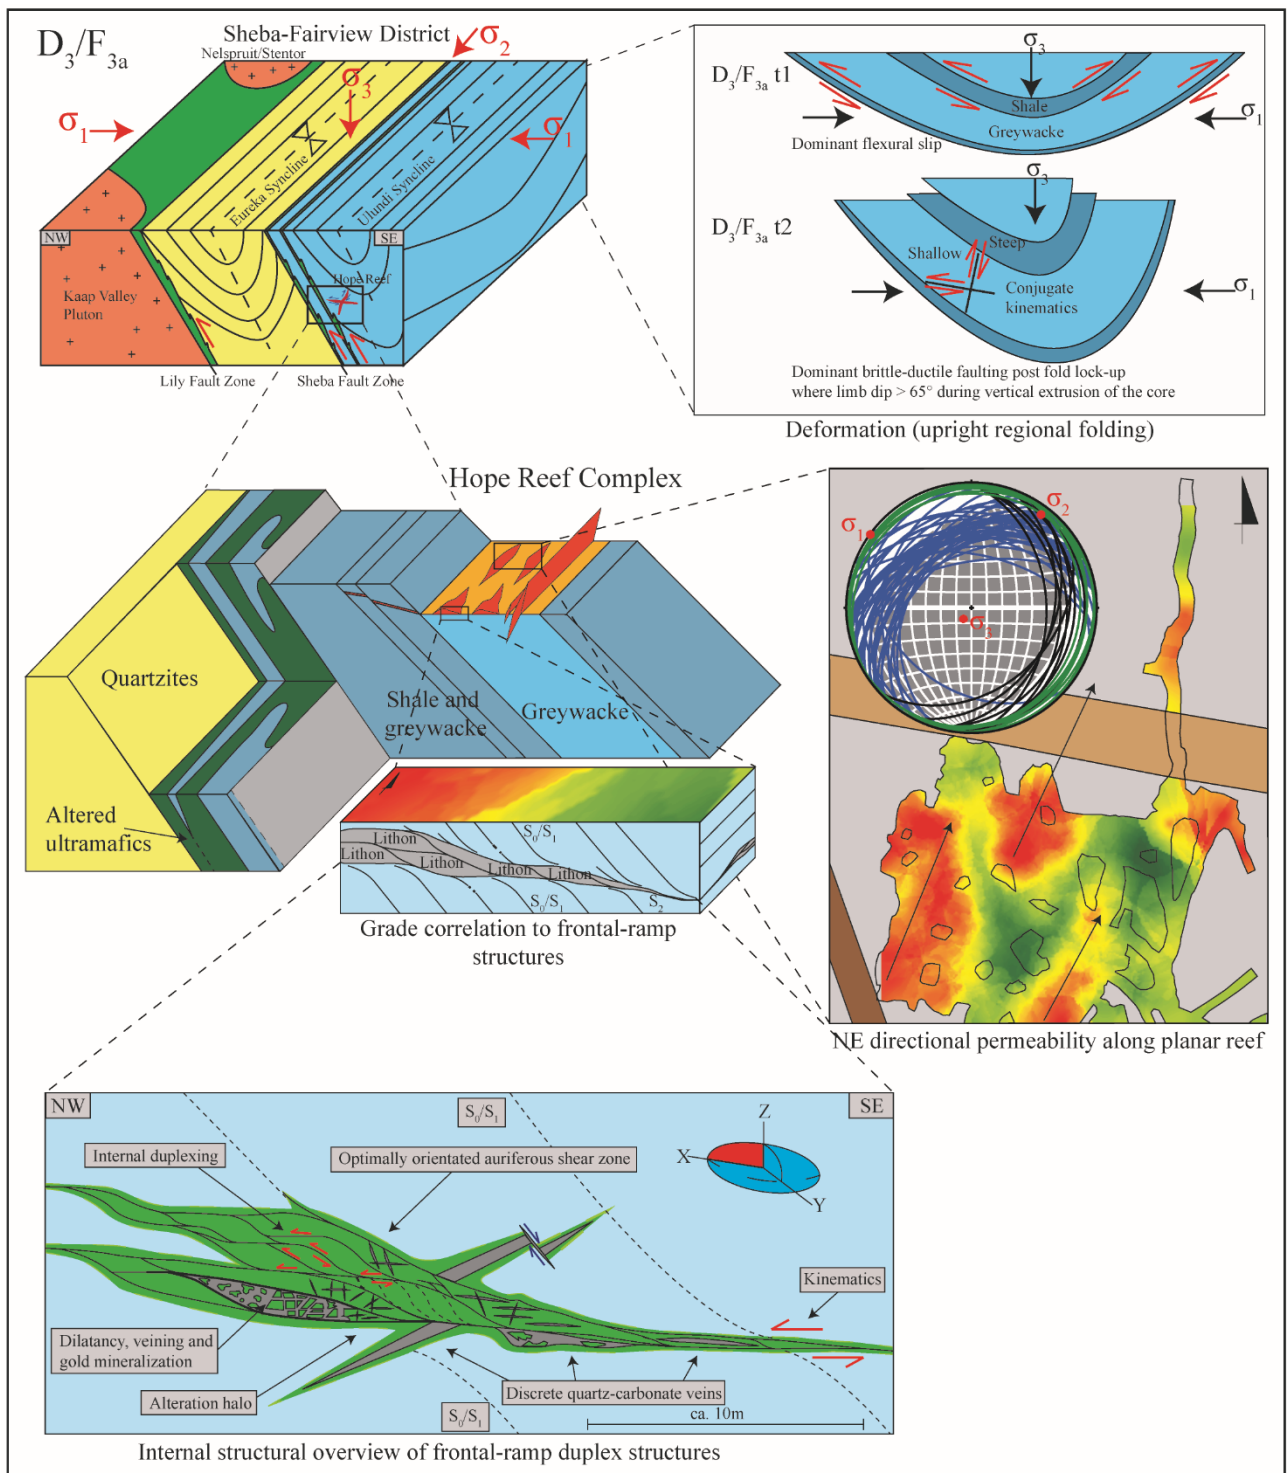 D3/F3a
Sheba-Fairview District
Nelspruit/Stentor
σ2
σ3
σ1
σ1
Eureka Syncline
Ulundi Syncline
NW
SE
Hope Reef
Kaap Valley
Pluton
Lily Fault Zone
Sheba Fault Zone
D3/F3a t1
σ3
Shale
Greywacke
σ1
Dominant flexural slip
σ3
D3/F3a t2
Shallow
Steep
Conjugate
kinematics
σ1
Dominant brittle-ductile faulting post fold lock-up
where limb dip > 65° during vertical extrusion of the core
Deformation (upright regional folding)
Hope Reef Complex
Quartzites
Shale and
greywacke
Greywacke
Altered
ultramafics
S0/S1
Lithon
Lithon
Lithon
Lithon
Lithon
S0/S1
S2
Grade correlation to frontal-ramp
structures
σ1
σ2
σ3
NE directional permeability along planar reef
NW
S0/S1
SE
Internal duplexing
Optimally orientated auriferous shear zone
Z
X
Y
Kinematics
Dilatancy, veining and
gold mineralization
Alteration halo
Discrete quartz-carbonate veins
S0/S1
ca. 10m
Internal structural overview of frontal-ramp duplex structures